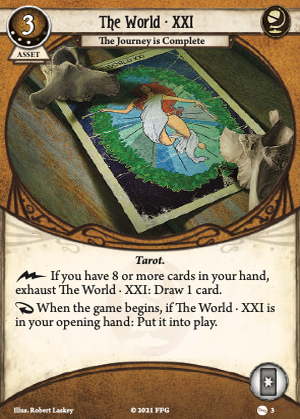 3
The World · XXI
ASSET
The Journey is Complete
WORLD XXI
Tarot.
If you have 8 or more cards in your hand,
exhaust The World · XXI: Draw 1 card.
When the game begins, if The World · XXI is
in your opening hand: Put it into play.
Illus. Robert Laskey
© 2021 FFG
3